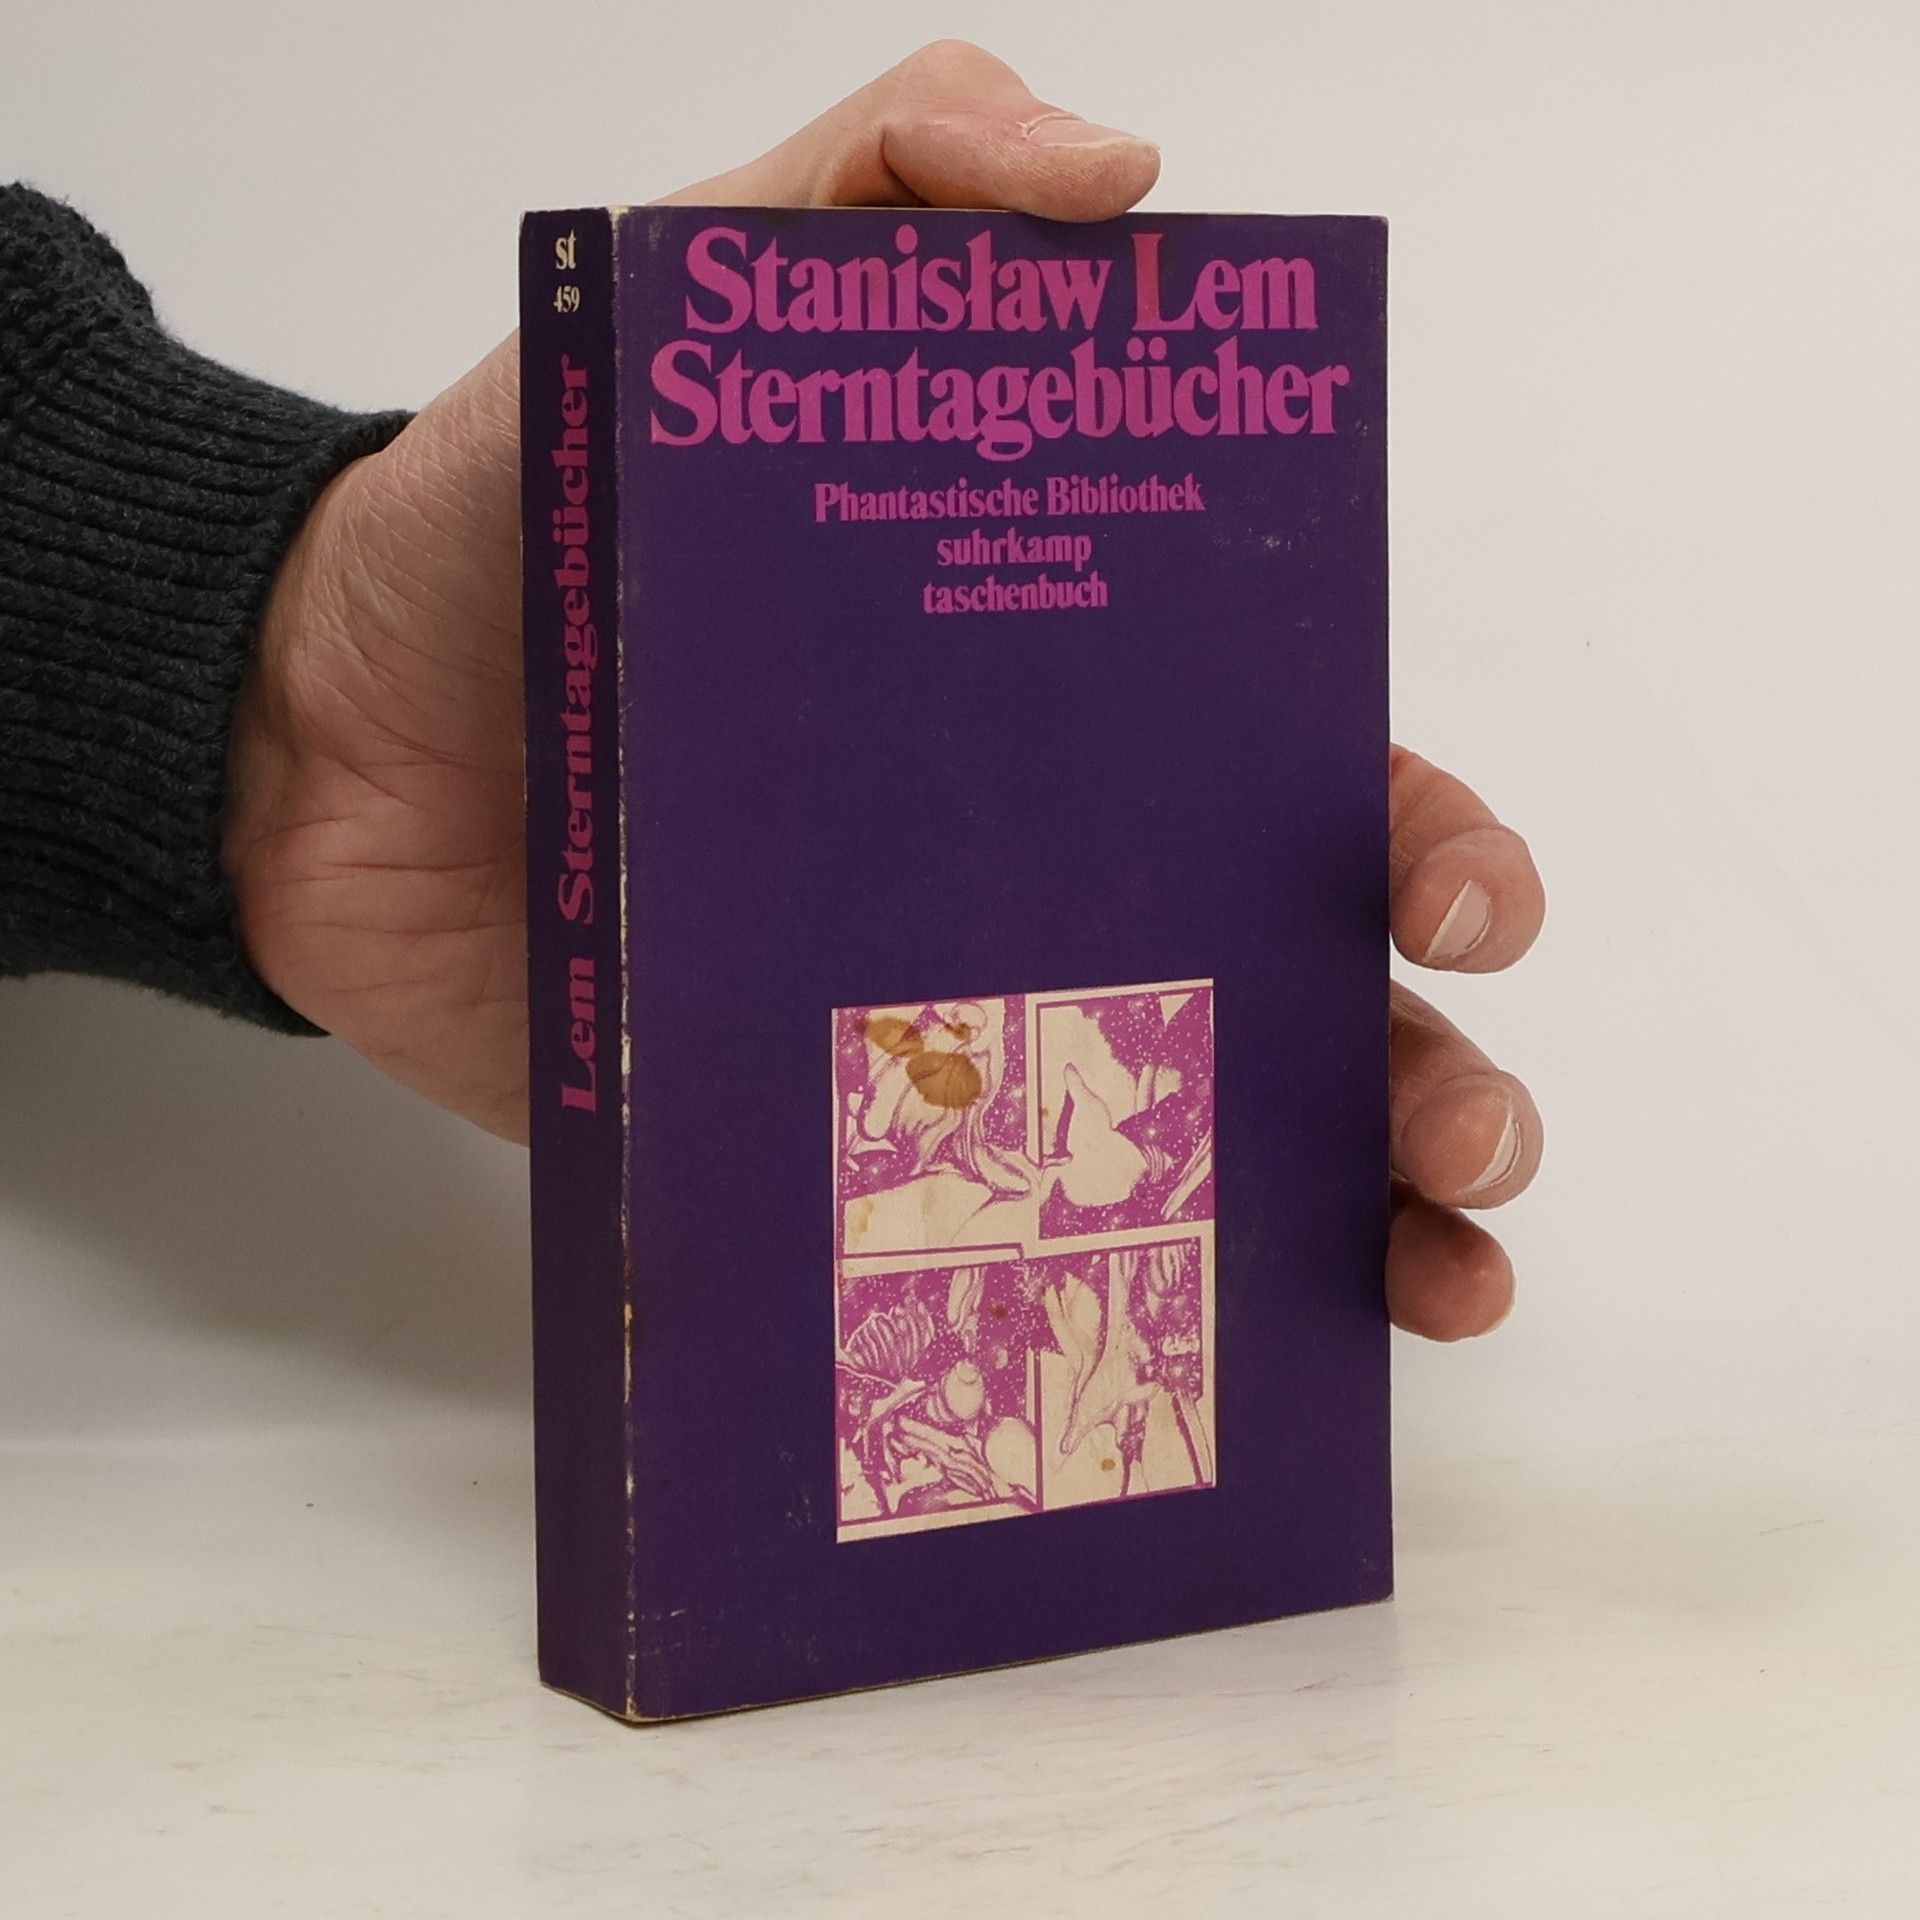 st
459
Lem Sterntagebücher
Stanisław Lem
Sterntagebücher
Phantastische Bibliothek
suhrkamp
taschenbuch